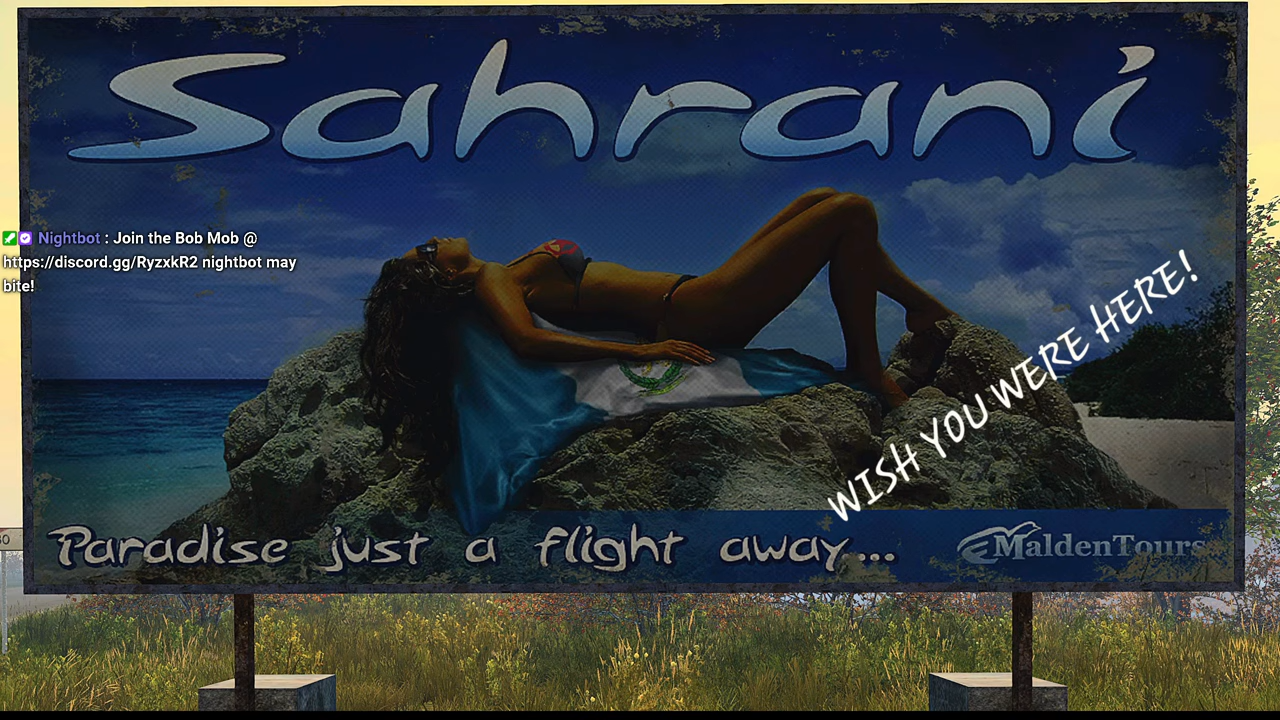 Sahrani
Nightbot : Join the Bob Mob @
https://discord.gg/RyzxkR2 nightbot may
bite!
WISH YOU WERE HERE!
Paradise just a flight away...
MaldenTours